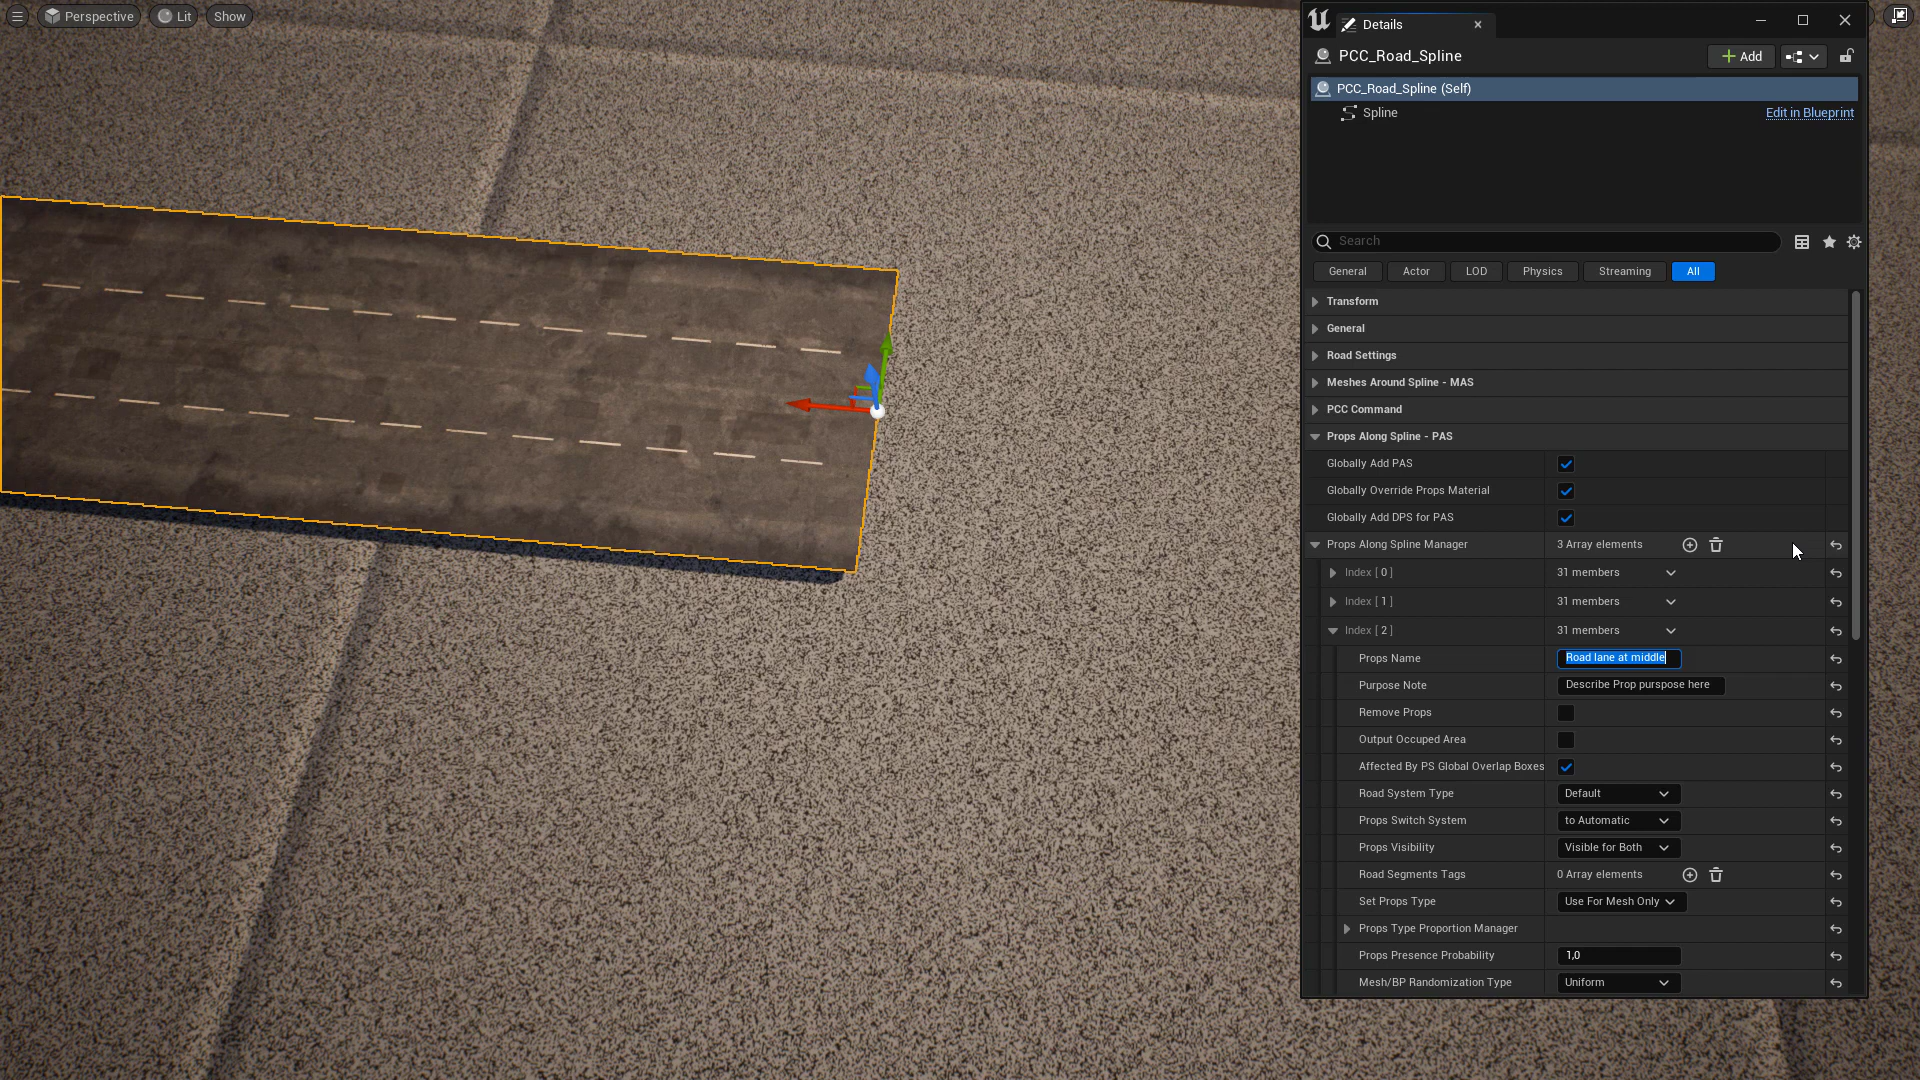 Perspective
Lit
Show
Details
PCC_Road_Spline
Add
PCC_Road_Spline (Self)
Spline
Edit in Blueprint
Search
General
Actor
LOD
Physics
Streaming
All
Transform
General
Road Settings
Meshes Around Spline - MAS
PCC Command
Props Along Spline - PAS
Globally Add PAS
Globally Override Props Material
Globally Add DPS for PAS
Props Along Spline Manager 3 Array elements
Index [ 0 ] 31 members
Index [ 1 ] 31 members
Index [ 2 ] 31 members
Props Name Road lane at middle
Purpose Note Describe Prop purspose here
Remove Props
Output Occuped Area
Affected By PS Global Overlap Boxes
Road System Type Default
Props Switch System to Automatic
Props Visibility Visible for Both
Road Segments Tags 0 Array elements
Set Props Type Use For Mesh Only
Props Type Proportion Manager
Props Presence Probability 1,0
Mesh/BP Randomization Type Uniform